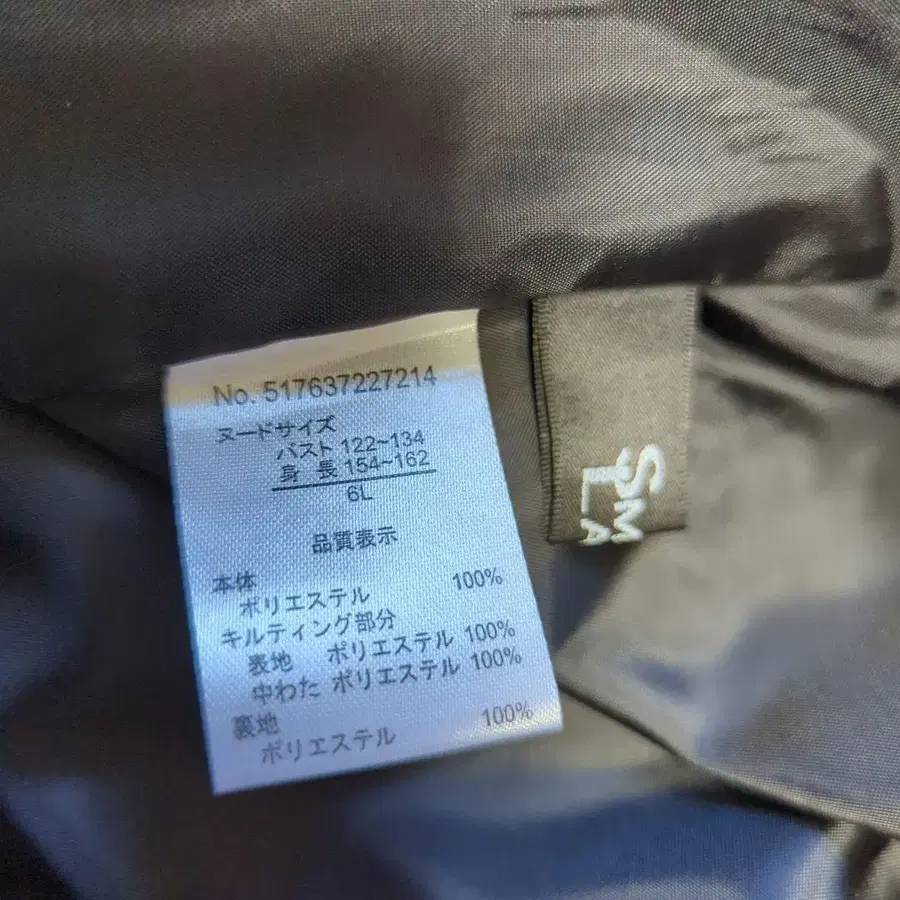 No. 517637227214
ヌードサイズ
バスト 122~134
身 長 154~162
6L
品質表示
本体
ポリエステル 100%
キルティング部分
表地 ポリエステル 100%
中わた ポリエステル 100%
裏地
ポリエステル 100%
SM
LA